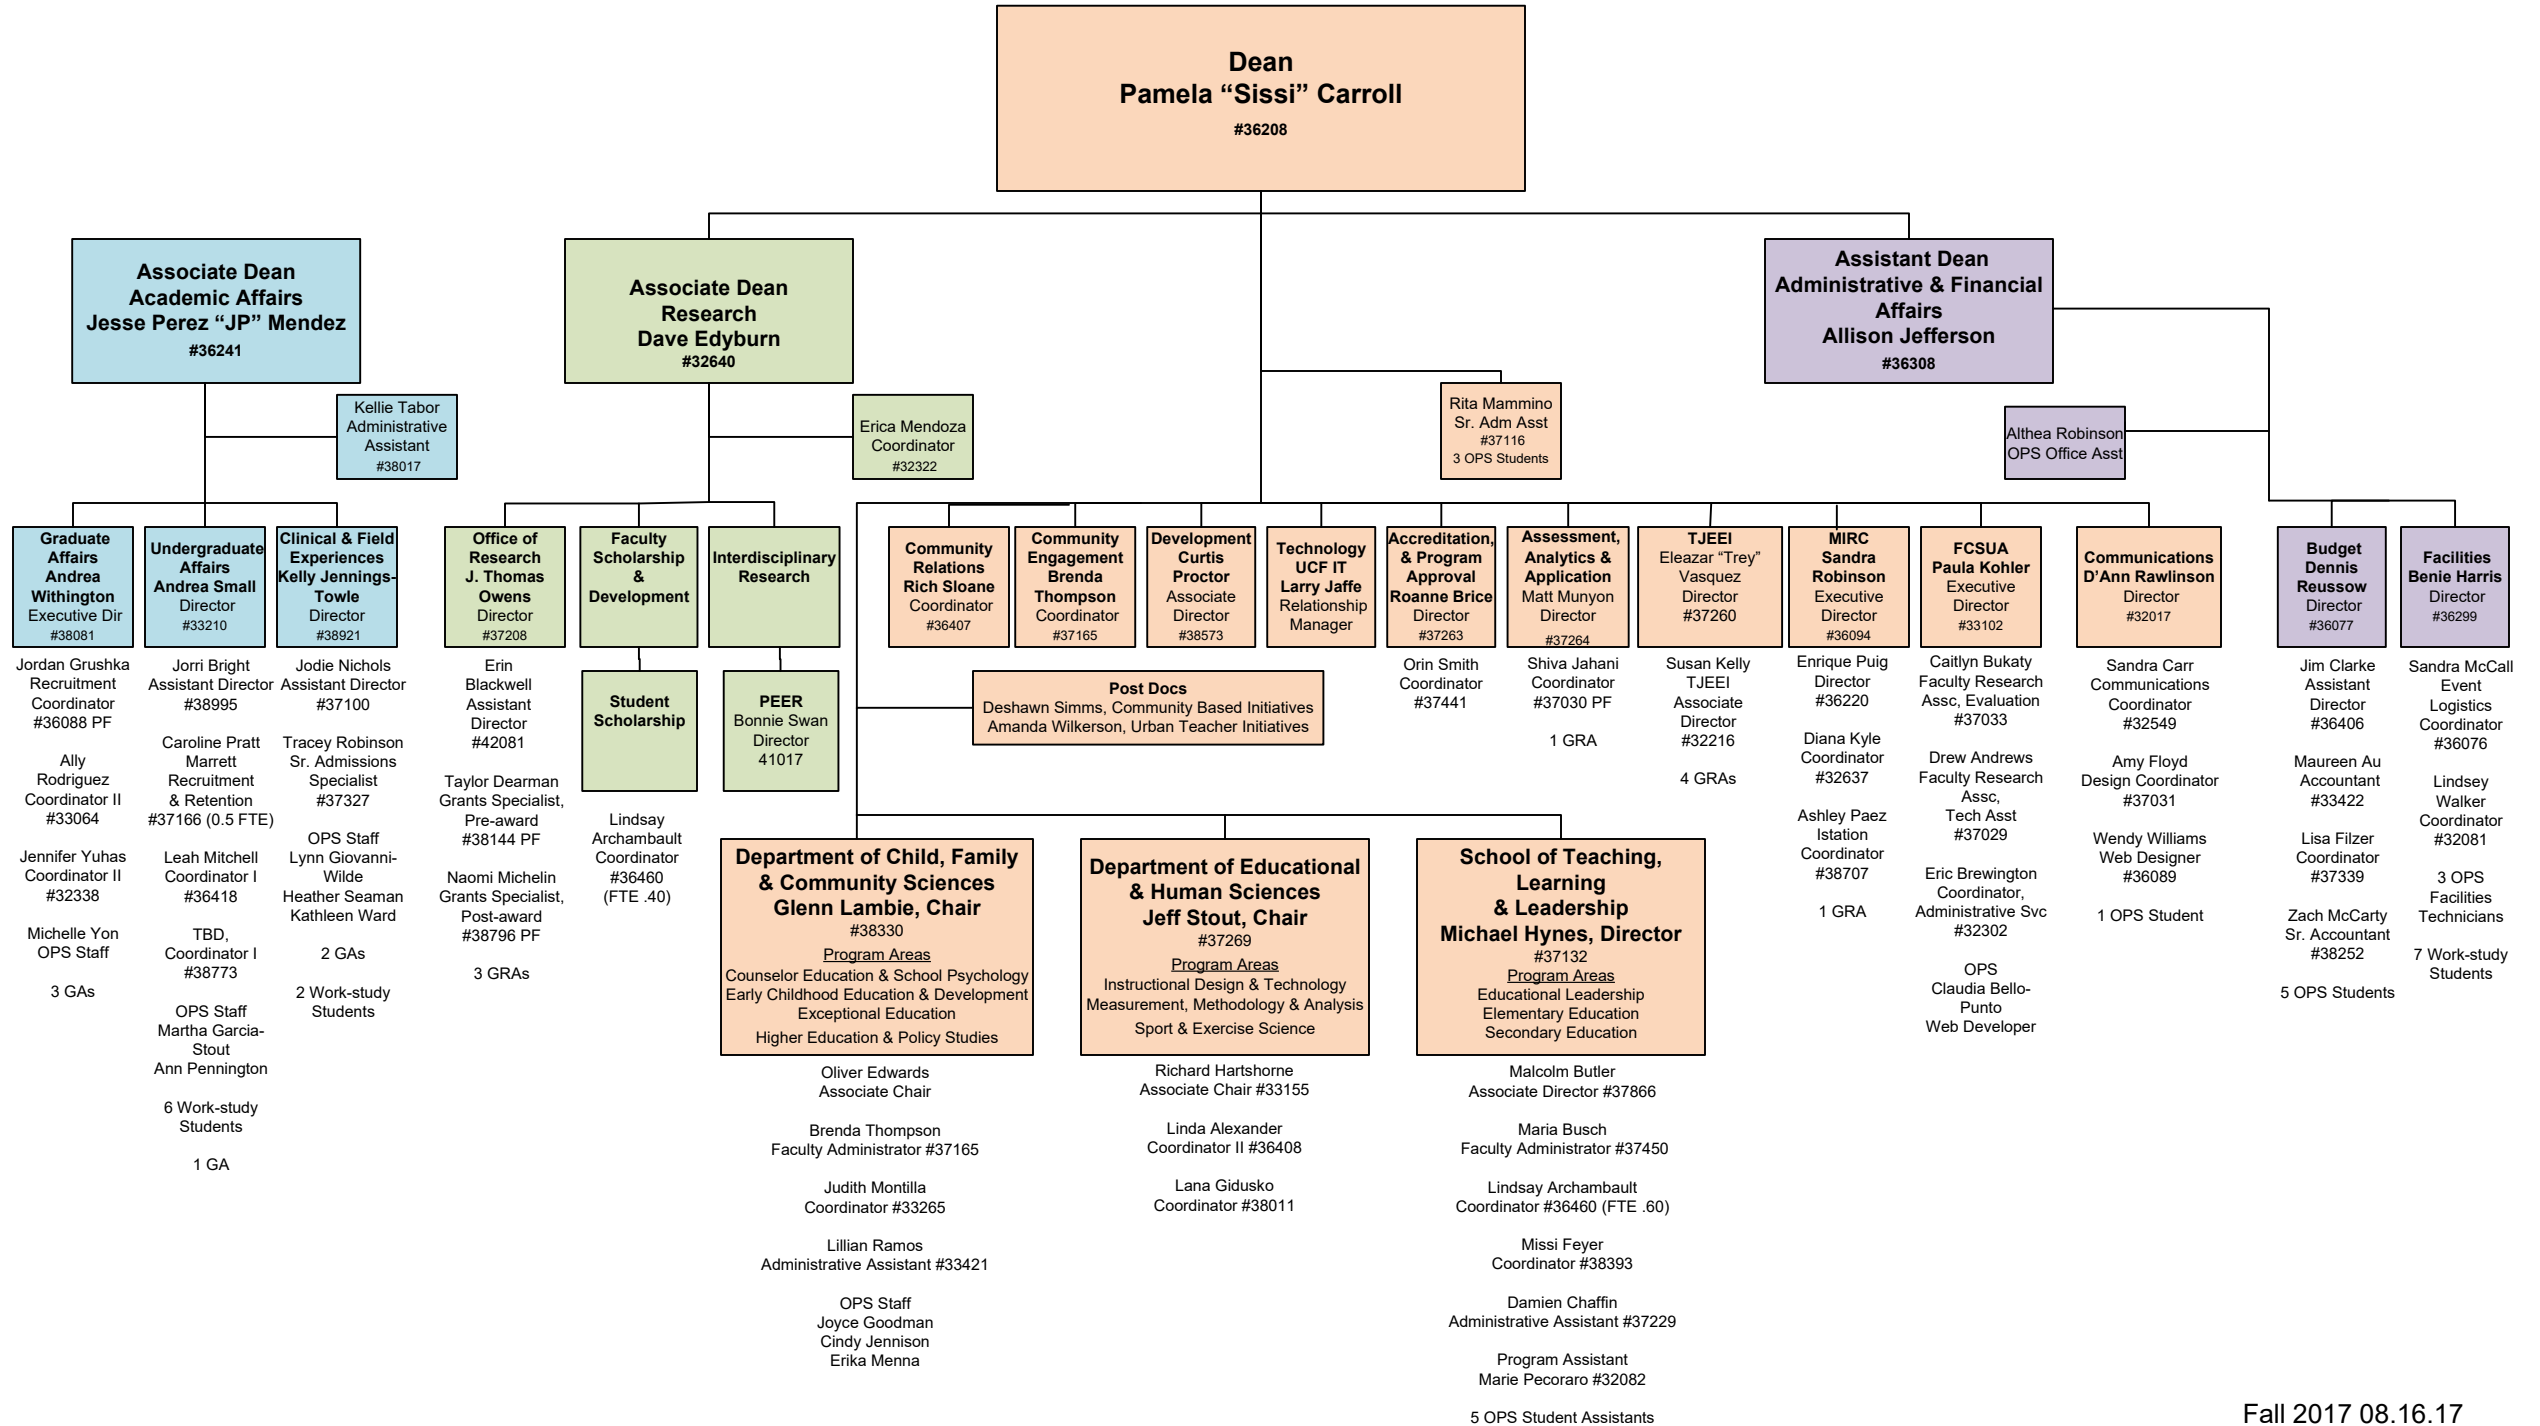 Dean
Pamela “Sissi” Carroll
#36208
Associate Dean
Academic Affairs
Jesse Perez “JP” Mendez
#36241
Associate Dean
Research
Dave Edyburn
#32640
Assistant Dean
Administrative & Financial
Affairs
Allison Jefferson
#36308
Kellie Tabor
Administrative
Assistant
#38017
Erica Mendoza
Coordinator
#32322
Rita Mammino
Sr. Adm Asst
#37116
3 OPS Students
Althea Robinson
OPS Office Asst
Graduate
Affairs
Andrea
Withington
Executive Dir
#38081
Jordan Grushka
Recruitment
Coordinator
#36088 PF
Ally
Rodriguez
Coordinator II
#33064
Jennifer Yuhas
Coordinator II
#32338
Michelle Yon
OPS Staff
3 GAs
Undergraduate
Affairs
Andrea Small
Director
#33210
Jorri Bright
Assistant Director
#38995
Caroline Pratt
Marrett
Recruitment
& Retention
#37166 (0.5 FTE)
Leah Mitchell
Coordinator I
#36418
TBD,
Coordinator I
#38773
OPS Staff
Martha Garcia-
Stout
Ann Pennington
6 Work-study
Students
1 GA
Clinical & Field
Experiences
Kelly Jennings-
Towle
Director
#38921
Jodie Nichols
Assistant Director
#37100
Tracey Robinson
Sr. Admissions
Specialist
#37327
OPS Staff
Lynn Giovanni-
Wilde
Heather Seaman
Kathleen Ward
2 GAs
2 Work-study
Students
Office of
Research
J. Thomas
Owens
Director
#37208
Erin
Blackwell
Assistant
Director
#42081
Taylor Dearman
Grants Specialist,
Pre-award
#38144 PF
Naomi Michelin
Grants Specialist,
Post-award
#38796 PF
3 GRAs
Faculty
Scholarship
&
Development
Student
Scholarship
Lindsay
Archambault
Coordinator
#36460
(FTE .40)
Interdisciplinary
Research
PEER
Bonnie Swan
Director
41017
Community
Relations
Rich Sloane
Coordinator
#36407
Community
Engagement
Brenda
Thompson
Coordinator
#37165
Development
Curtis
Proctor
Associate
Director
#38573
Technology
UCF IT
Larry Jaffe
Relationship
Manager
Accreditation,
& Program
Approval
Roanne Brice
Director
#37263
Orin Smith
Coordinator
#37441
Assessment,
Analytics &
Application
Matt Munyon
Director
#37264
Shiva Jahani
Coordinator
#37030 PF
1 GRA
TJEEI
Eleazar “Trey”
Vasquez
Director
#37260
Susan Kelly
TJEEI
Associate
Director
#32216
4 GRAs
MIRC
Sandra
Robinson
Executive
Director
#36094
Enrique Puig
Director
#36220
Diana Kyle
Coordinator
#32637
Ashley Paez
Istation
Coordinator
#38707
1 GRA
FCSUA
Paula Kohler
Executive
Director
#33102
Caitlyn Bukaty
Faculty Research
Assc, Evaluation
#37033
Drew Andrews
Faculty Research
Assc,
Tech Asst
#37029
Eric Brewington
Coordinator,
Administrative Svc
#32302
OPS
Claudia Bello-
Punto
Web Developer
Communications
D’Ann Rawlinson
Director
#32017
Sandra Carr
Communications
Coordinator
#32549
Amy Floyd
Design Coordinator
#37031
Wendy Williams
Web Designer
#36089
1 OPS Student
Budget
Dennis
Reussow
Director
#36077
Jim Clarke
Assistant
Director
#36406
Maureen Au
Accountant
#33422
Lisa Filzer
Coordinator
#37339
Zach McCarty
Sr. Accountant
#38252
5 OPS Students
Facilities
Benie Harris
Director
#36299
Sandra McCall
Event
Logistics
Coordinator
#36076
Lindsey
Walker
Coordinator
#32081
3 OPS
Facilities
Technicians
7 Work-study
Students
Post Docs
Deshawn Simms, Community Based Initiatives
Amanda Wilkerson, Urban Teacher Initiatives
Department of Child, Family
& Community Sciences
Glenn Lambie, Chair
#38330
Program Areas
Counselor Education & School Psychology
Early Childhood Education & Development
Exceptional Education
Higher Education & Policy Studies
Oliver Edwards
Associate Chair
Brenda Thompson
Faculty Administrator #37165
Judith Montilla
Coordinator #33265
Lillian Ramos
Administrative Assistant #33421
OPS Staff
Joyce Goodman
Cindy Jennison
Erika Menna
Department of Educational
& Human Sciences
Jeff Stout, Chair
#37269
Program Areas
Instructional Design & Technology
Measurement, Methodology & Analysis
Sport & Exercise Science
Richard Hartshorne
Associate Chair #33155
Linda Alexander
Coordinator II #36408
Lana Gidusko
Coordinator #38011
School of Teaching,
Learning
& Leadership
Michael Hynes, Director
#37132
Program Areas
Educational Leadership
Elementary Education
Secondary Education
Malcolm Butler
Associate Director #37866
Maria Busch
Faculty Administrator #37450
Lindsay Archambault
Coordinator #36460 (FTE .60)
Missi Feyer
Coordinator #38393
Damien Chaffin
Administrative Assistant #37229
Program Assistant
Marie Pecoraro #32082
5 OPS Student Assistants
Fall 2017 08.16.17